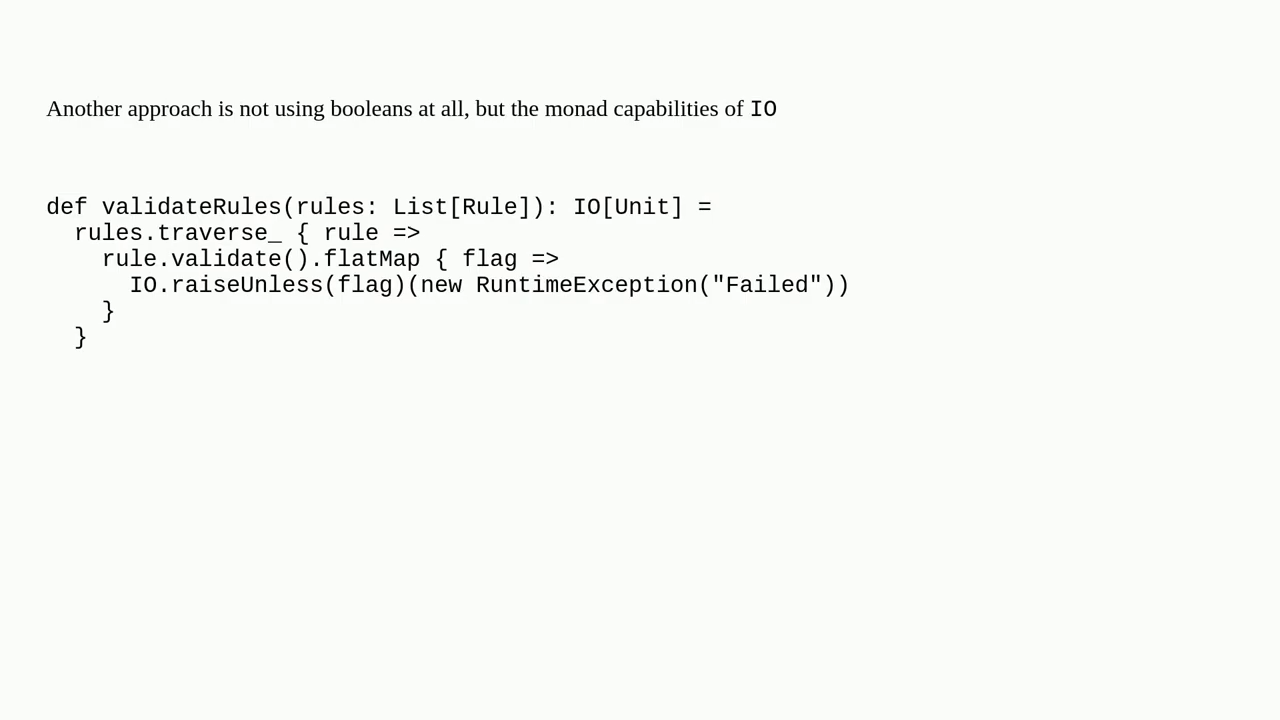 Another approach is not using booleans at all, but the monad capabilities of IO
def validateRules(rules: List[Rule]): IO[Unit] =
  rules.traverse_ { rule =>
    rule.validate().flatMap { flag =>
      IO.raiseUnless(flag)(new RuntimeException("Failed"))
    }
  }